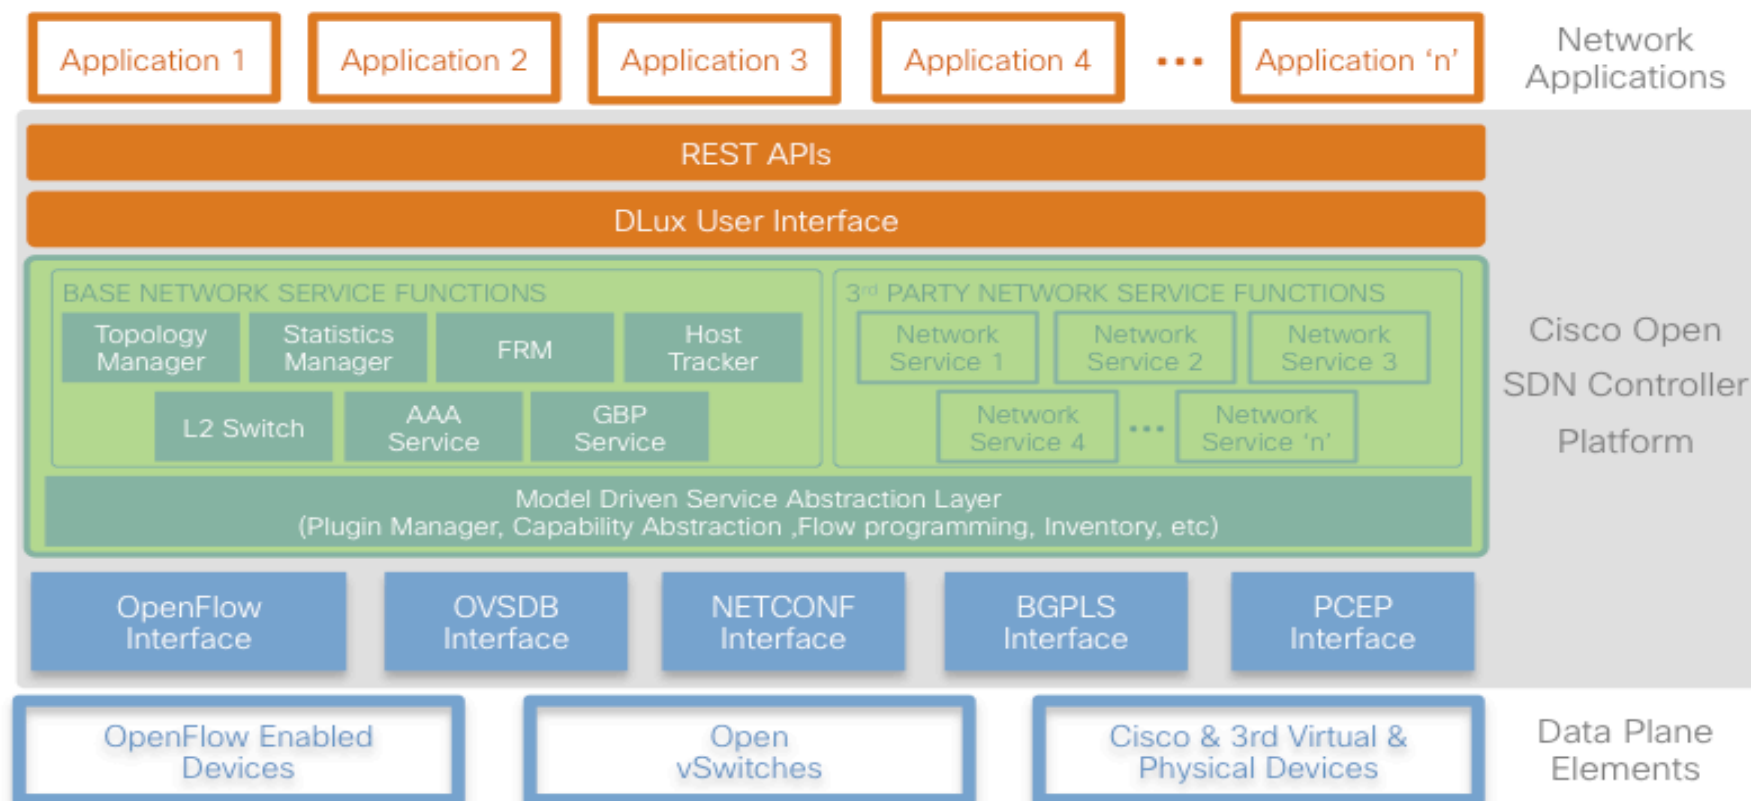 Application 1
Application 2
Application 3
Application 4
...
Application ‘n’
Network
Applications
REST APIs
DLux User Interface
BASE NETWORK SERVICE FUNCTIONS
Topology
Manager
Statistics
Manager
FRM
Host
Tracker
L2 Switch
AAA
Service
GBP
Service
3rd PARTY NETWORK SERVICE FUNCTIONS
Network
Service 1
Network
Service 2
Network
Service 3
Network
Service 4
...
Network
Service ‘n’
Model Driven Service Abstraction Layer
(Plugin Manager, Capability Abstraction ,Flow programming, Inventory, etc)
Cisco Open
SDN Controller
Platform
OpenFlow
Interface
OVSDB
Interface
NETCONF
Interface
BGPLS
Interface
PCEP
Interface
OpenFlow Enabled
Devices
Open
vSwitches
Cisco & 3rd Virtual &
Physical Devices
Data Plane
Elements